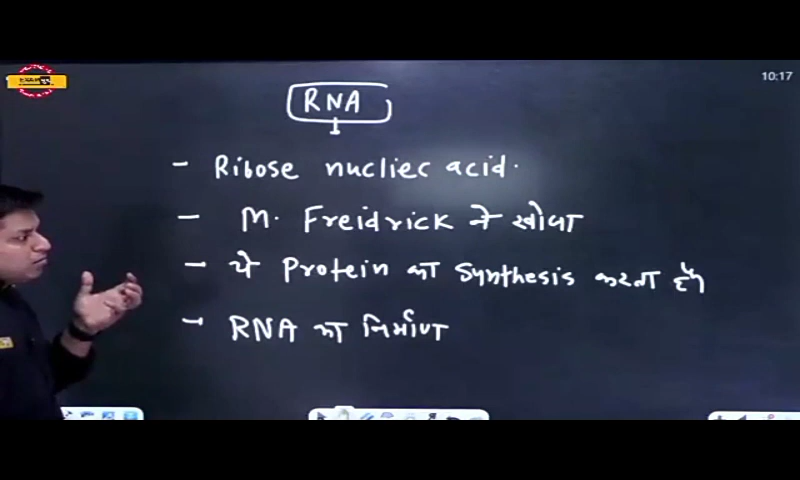 10:17
RNA
- Ribose nucliec acid.
- M. Freidrick ने खोजा
- ये Protein का Synthesis करता हैं
- RNA का निर्माण